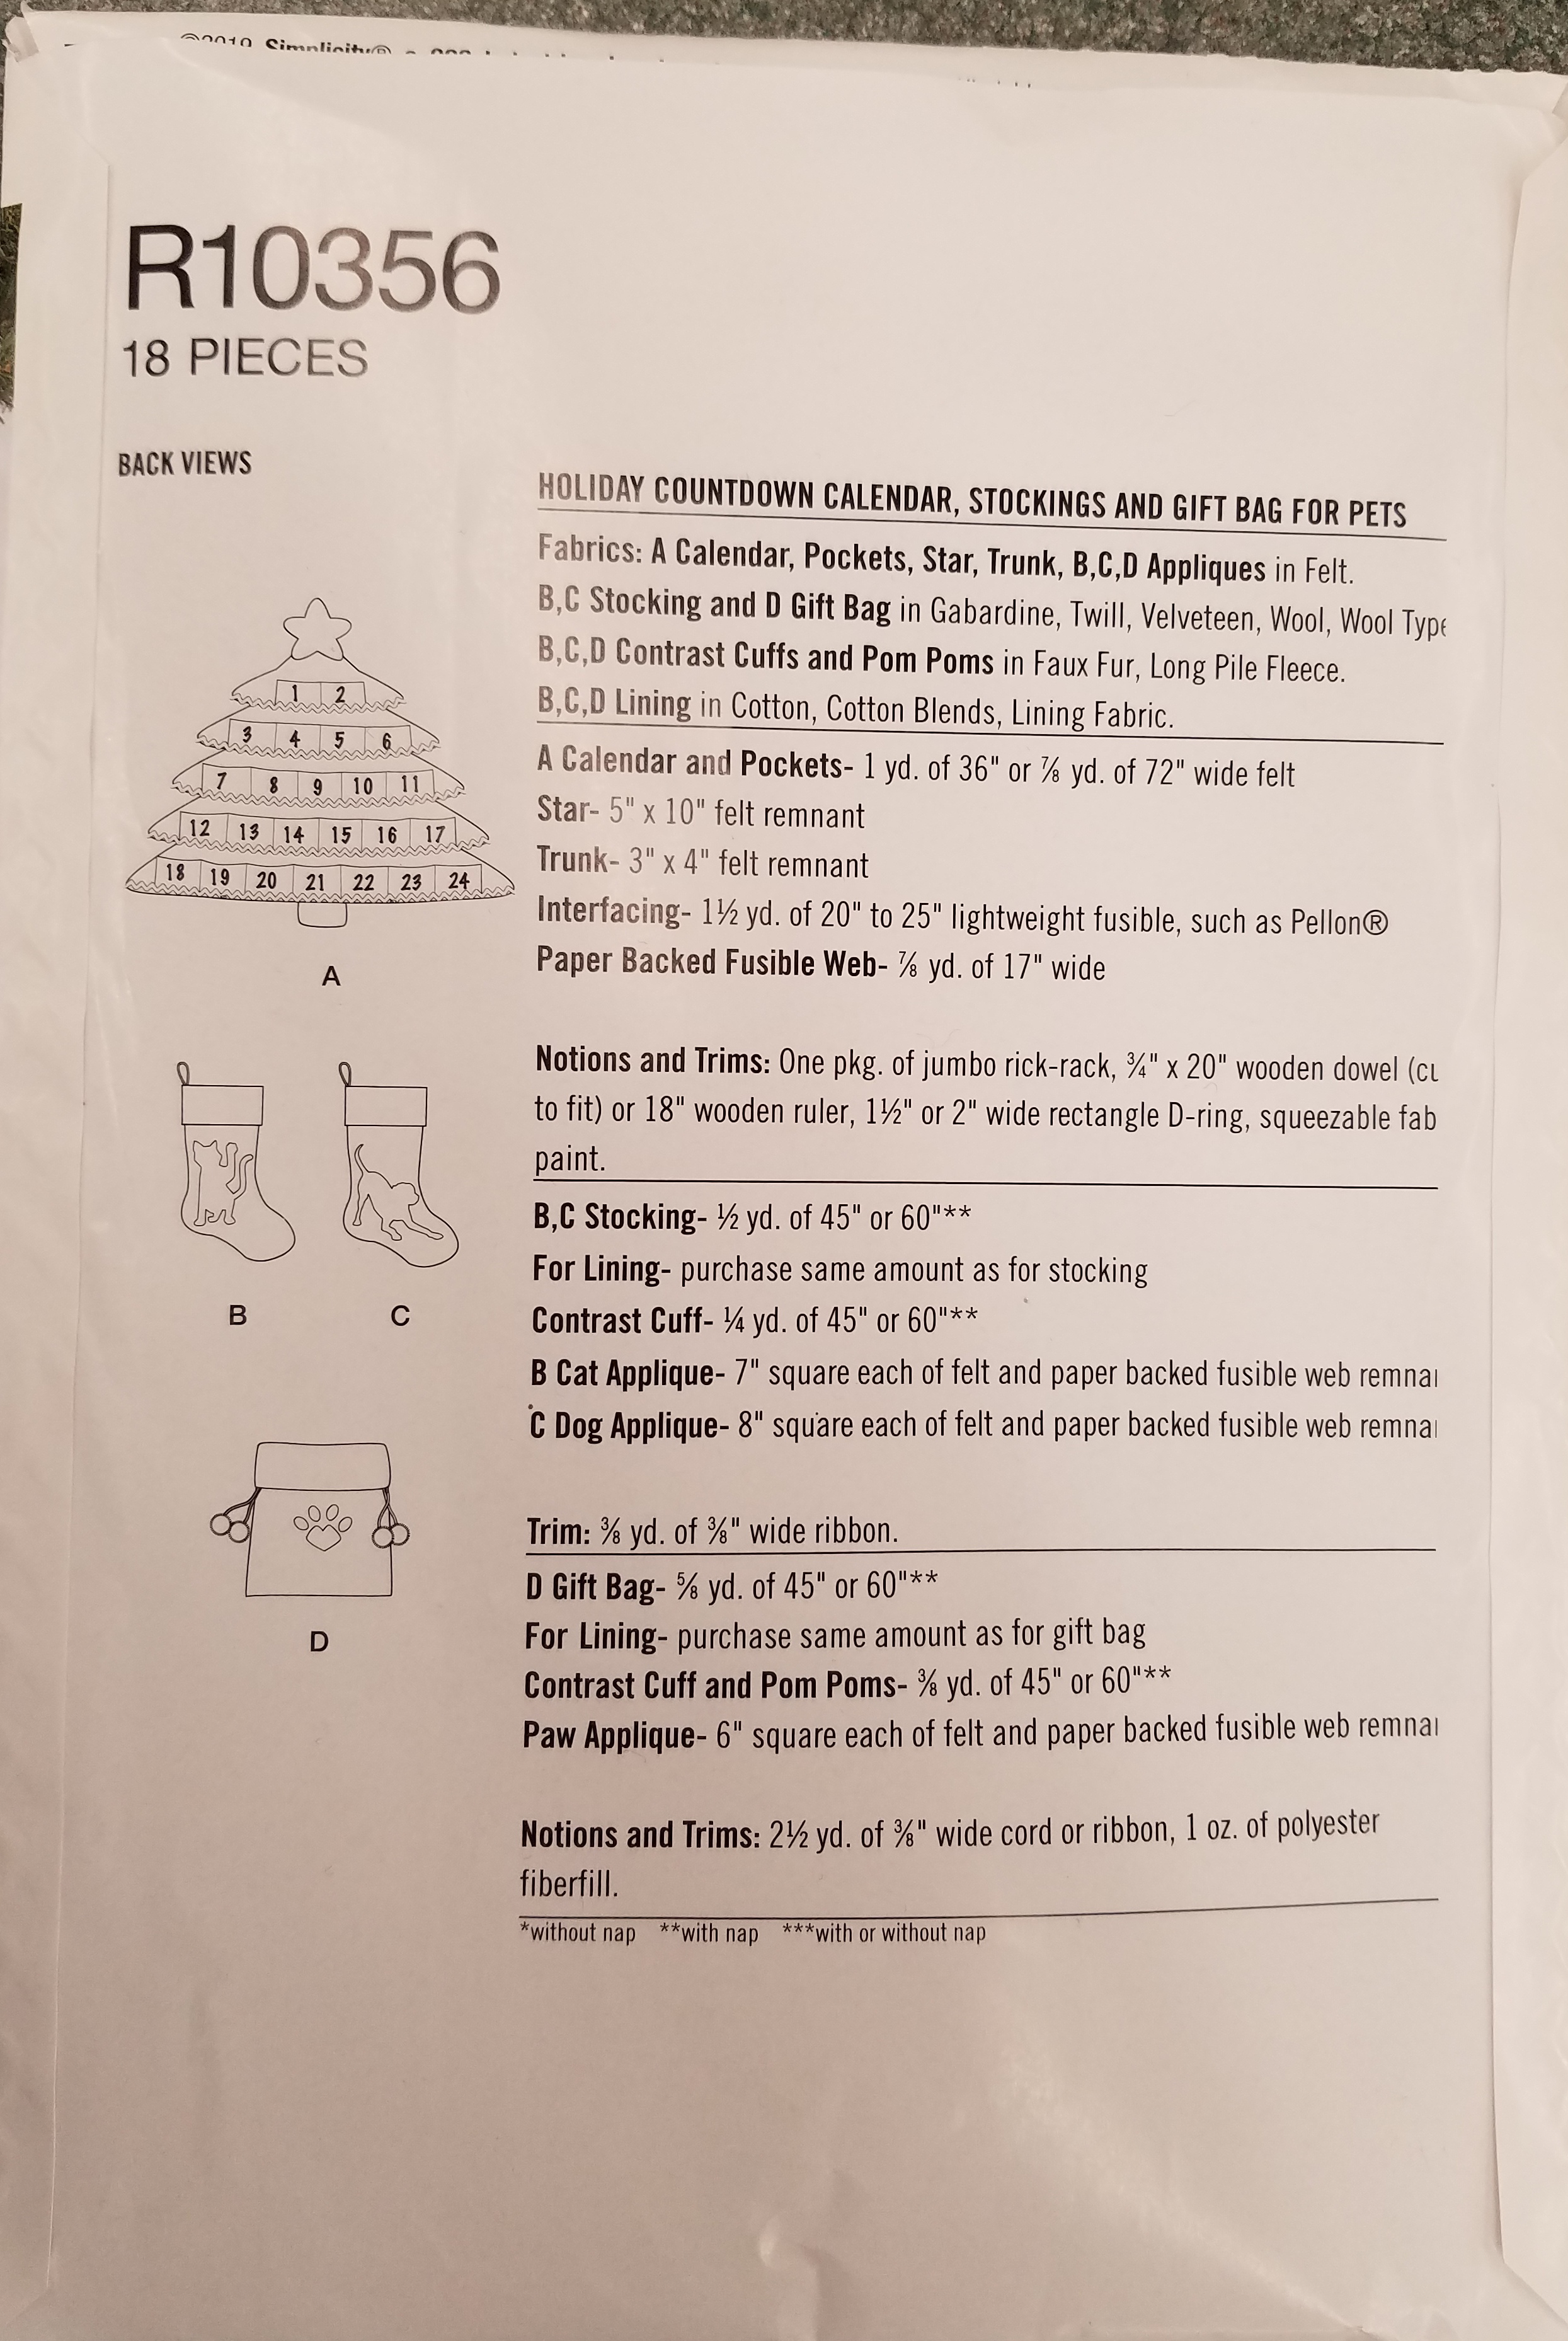 ©2019 Simplicity®
R10356
18 PIECES
BACK VIEWS
HOLIDAY COUNTDOWN CALENDAR, STOCKINGS AND GIFT BAG FOR PETS
Fabrics: A Calendar, Pockets, Star, Trunk, B,C,D Appliques in Felt.
B,C Stocking and D Gift Bag in Gabardine, Twill, Velveteen, Wool, Wool Type
B,C,D Contrast Cuffs and Pom Poms in Faux Fur, Long Pile Fleece.
B,C,D Lining in Cotton, Cotton Blends, Lining Fabric.
A Calendar and Pockets- 1 yd. of 36" or ⅞ yd. of 72" wide felt
Star- 5" x 10" felt remnant
Trunk- 3" x 4" felt remnant
Interfacing- 1½ yd. of 20" to 25" lightweight fusible, such as Pellon®
Paper Backed Fusible Web- ⅞ yd. of 17" wide
Notions and Trims: One pkg. of jumbo rick-rack, ¾" x 20" wooden dowel (cu
to fit) or 18" wooden ruler, 1½" or 2" wide rectangle D-ring, squeezable fab
paint.
B,C Stocking- ½ yd. of 45" or 60"**
For Lining- purchase same amount as for stocking
Contrast Cuff- ¼ yd. of 45" or 60"**
B Cat Applique- 7" square each of felt and paper backed fusible web remna
C Dog Applique- 8" square each of felt and paper backed fusible web remna
Trim: ⅜ yd. of ⅜" wide ribbon.
D Gift Bag- ⅝ yd. of 45" or 60"**
For Lining- purchase same amount as for gift bag
Contrast Cuff and Pom Poms- ⅜ yd. of 45" or 60"**
Paw Applique- 6" square each of felt and paper backed fusible web remna
Notions and Trims: 2½ yd. of ⅜" wide cord or ribbon, 1 oz. of polyester
fiberfill.
*without nap **with nap ***with or without nap
1 2
3 4 5 6
7 8 9 10 11
12 13 14 15 16 17
18 19 20 21 22 23 24
A
B C
D